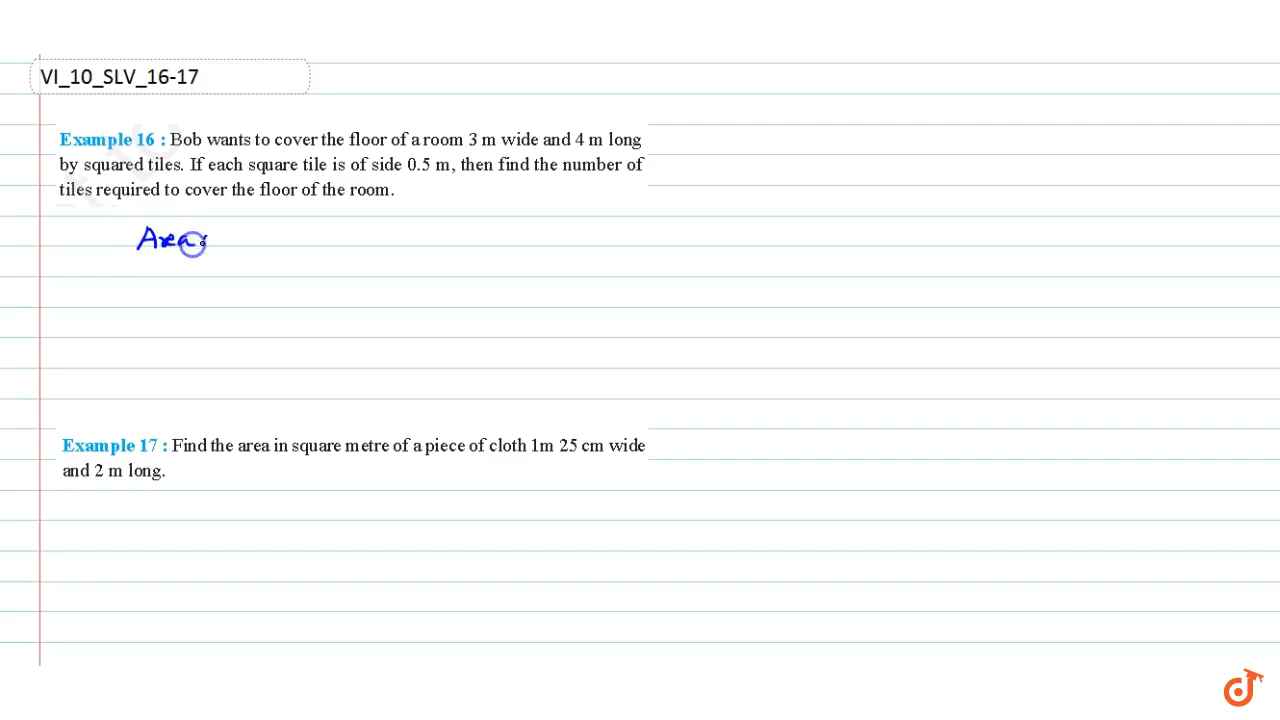 VI_10_SLV_16-17
Example 16 : Bob wants to cover the floor of a room 3 m wide and 4 m long
by squared tiles. If each square tile is of side 0.5 m, then find the number of
tiles required to cover the floor of the room.
Area
Example 17 : Find the area in square metre of a piece of cloth 1m 25 cm wide
and 2 m long.